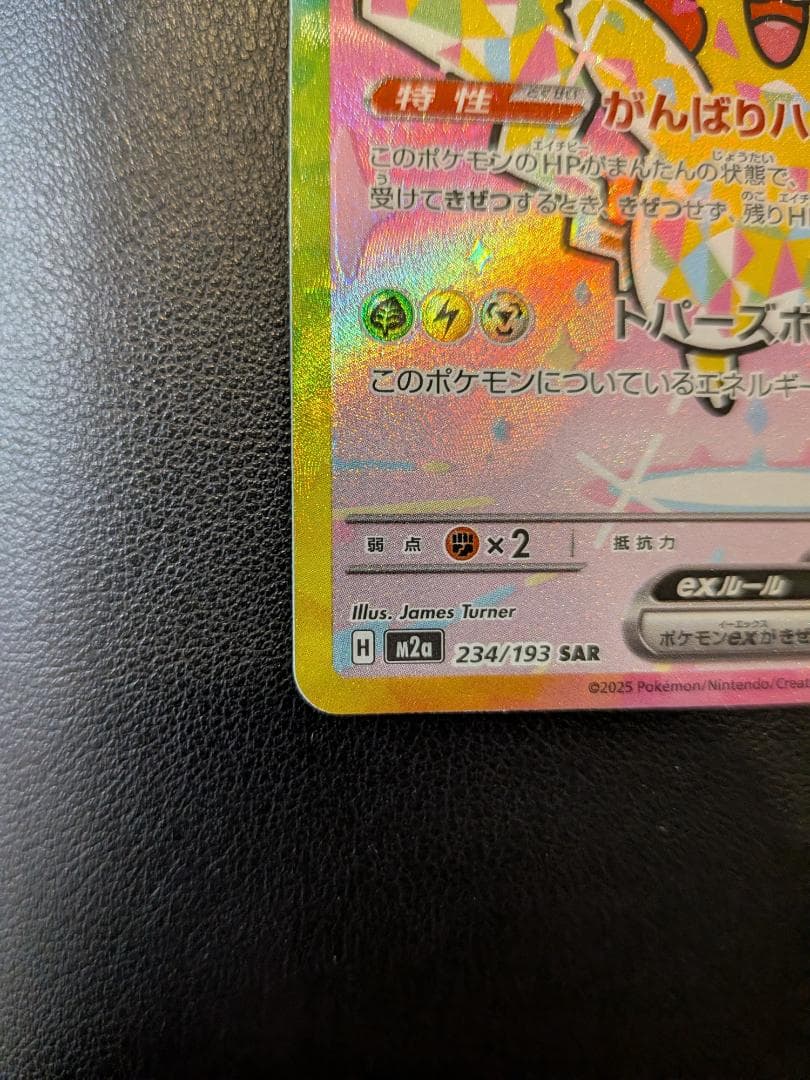 特性 がんばりハ
このポケモンのHPがまんたんの状態で、
受けてきぜつするとき、きぜつせず、残りH
トパーズボ
このポケモンについているエネルギー
弱点 ×2 抵抗力
exルール
Illus. James Turner
ポケモンexがきぜ
H m2a 234/193 SAR
©2025 Pokémon/Nintendo/Creat